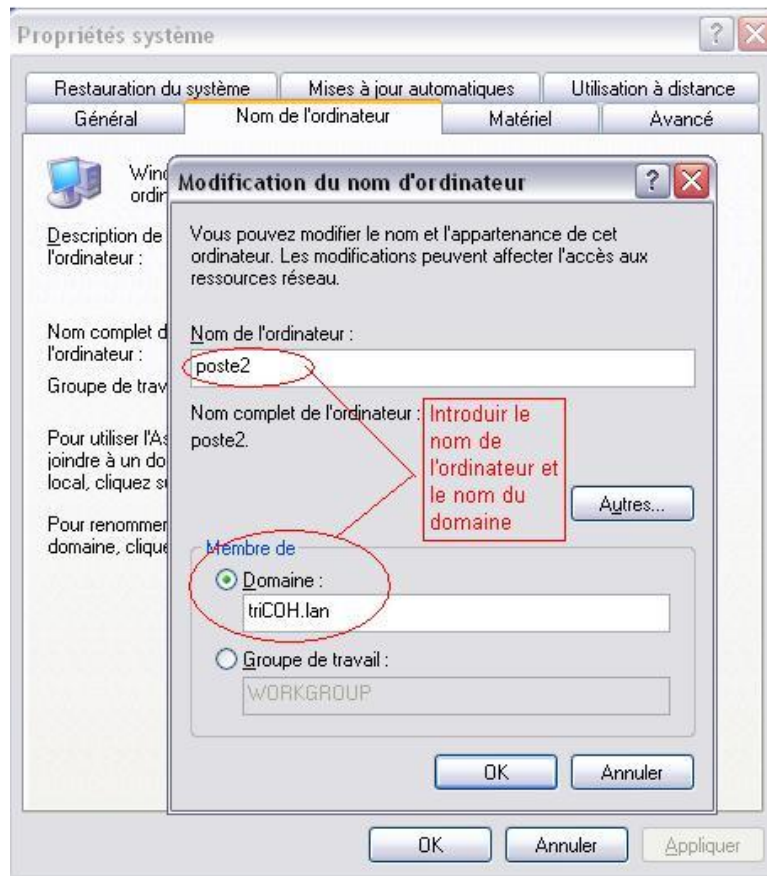 Propriétés système
Restauration du système
Mises à jour automatiques
Utilisation à distance
Général
Nom de l'ordinateur
Matériel
Avancé
Description de
l'ordinateur :
Nom complet d
l'ordinateur :
Groupe de trav
Pour utiliser l'As
joindre à un do
local, cliquez s
Pour renommer
domaine, clique
Modification du nom d'ordinateur
Vous pouvez modifier le nom et l'appartenance de cet
ordinateur. Les modifications peuvent affecter l'accès aux
ressources réseau.
Nom de l'ordinateur :
poste2
Nom complet de l'ordinateur :
poste2.
Introduir le
nom de
l'ordinateur et
le nom du
domaine
Autres...
Membre de
Domaine :
triCOH.lan
Groupe de travail :
WORKGROUP
OK
Annuler
OK
Annuler
Appliquer